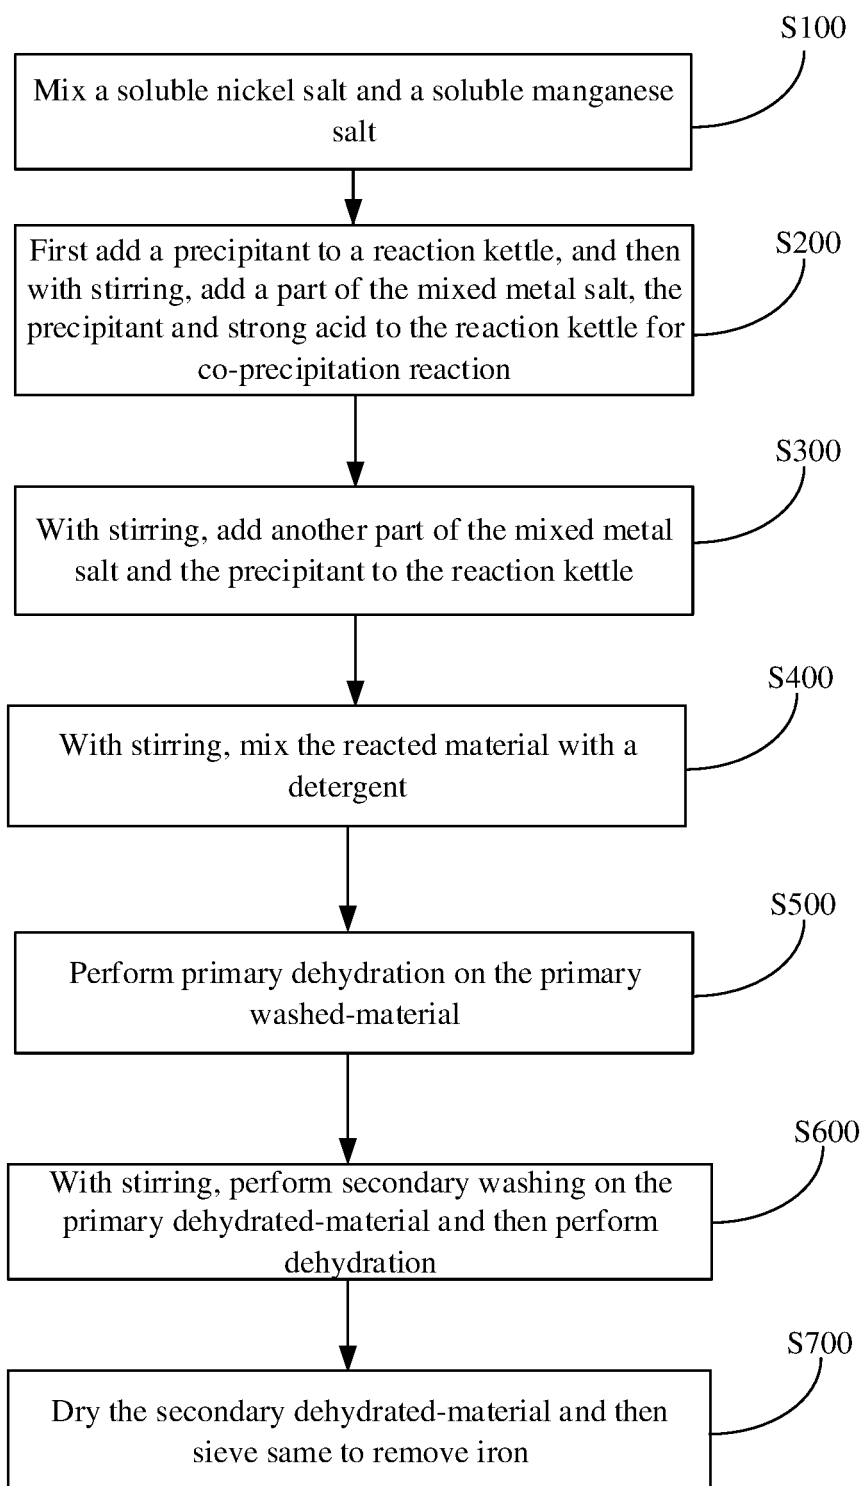 S100
Mix a soluble nickel salt and a soluble manganese
salt
S200
First add a precipitant to a reaction kettle, and then
with stirring, add a part of the mixed metal salt, the
precipitant and strong acid to the reaction kettle for
co-precipitation reaction
S300
With stirring, add another part of the mixed metal
salt and the precipitant to the reaction kettle
S400
With stirring, mix the reacted material with a
detergent
S500
Perform primary dehydration on the primary
washed-material
S600
With stirring, perform secondary washing on the
primary dehydrated-material and then perform
dehydration
S700
Dry the secondary dehydrated-material and then
sieve same to remove iron